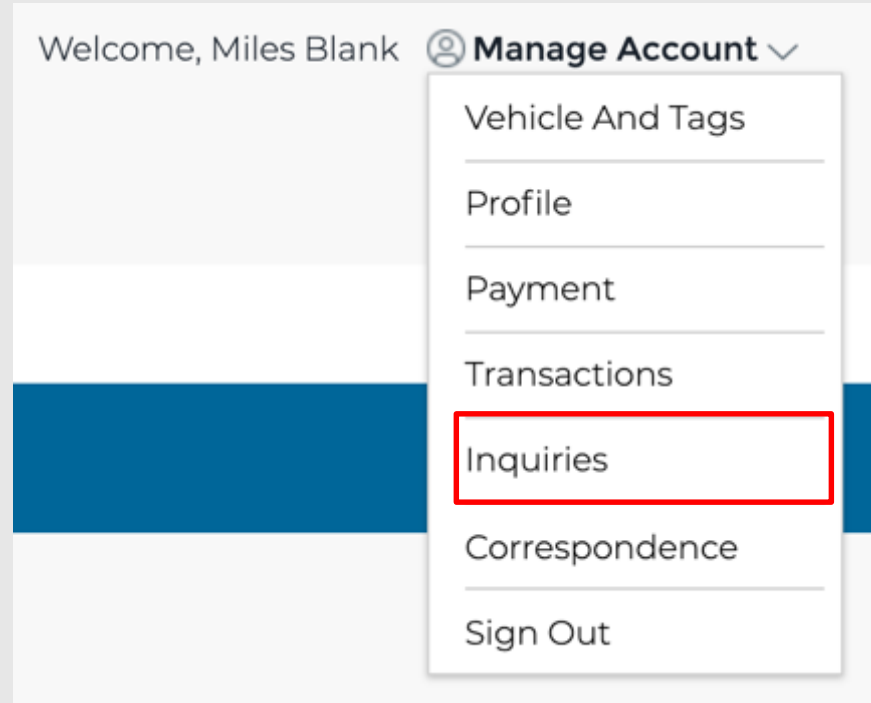 Welcome, Miles Blank Manage Account
Vehicle And Tags
Profile
Payment
Transactions
Inquiries
Correspondence
Sign Out